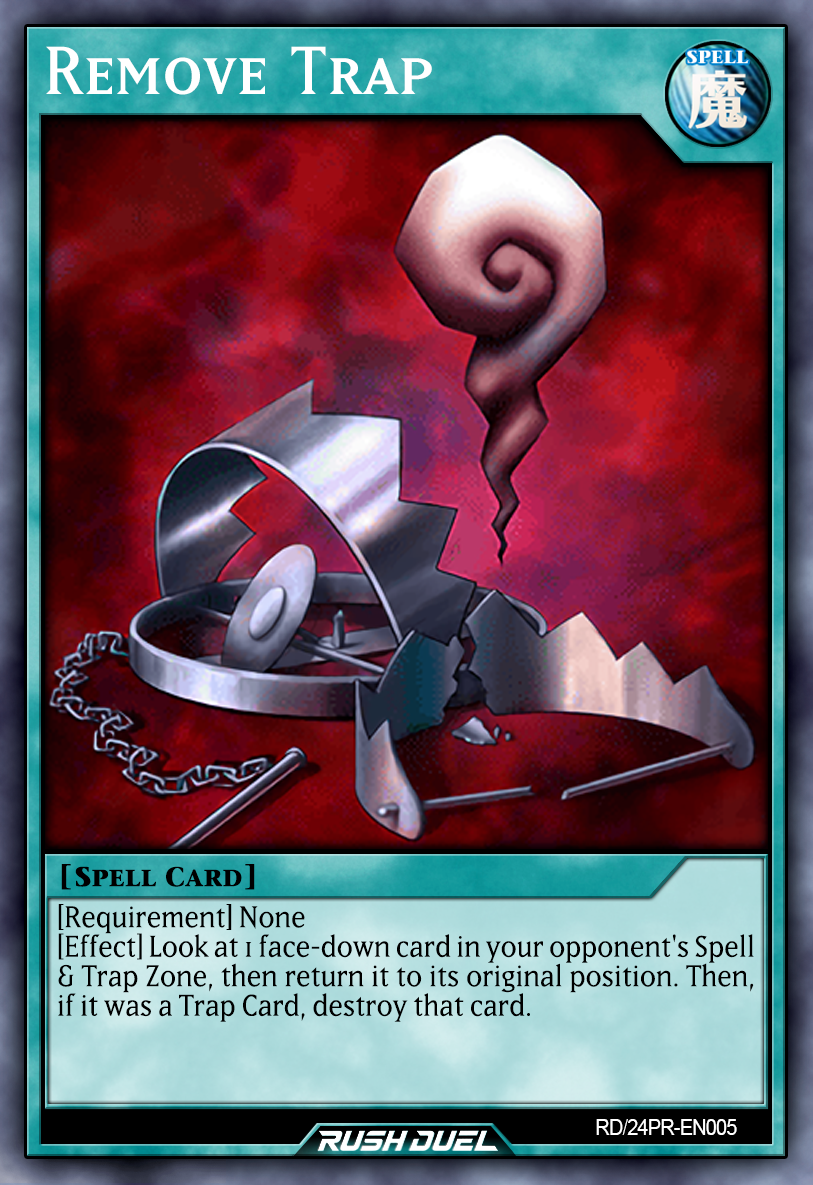 Remove Trap
SPELL
魔
[Spell Card]
[Requirement] None
[Effect] Look at 1 face-down card in your opponent's Spell
& Trap Zone, then return it to its original position. Then,
if it was a Trap Card, destroy that card.
RD/24PR-EN005
RUSH DUEL